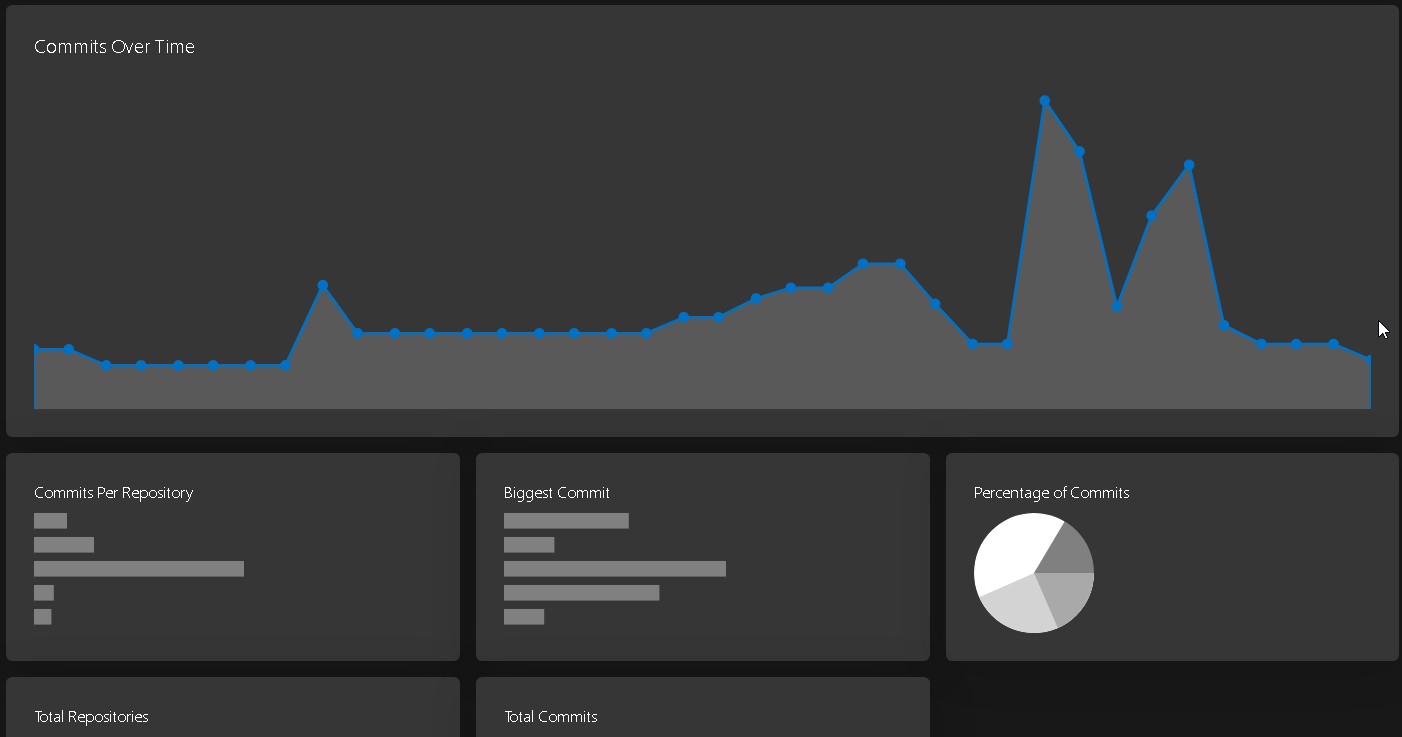 Commits Over Time
Commits Per Repository
Biggest Commit
Percentage of Commits
Total Repositories
Total Commits